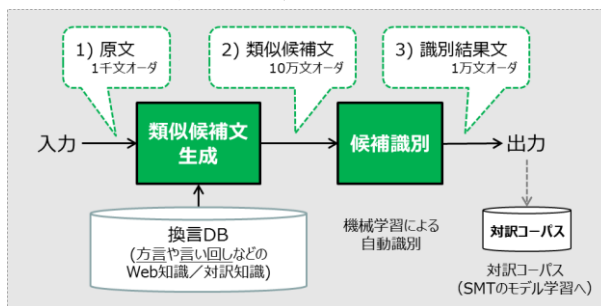 1) 原文
1千文オーダ
2) 類似候補文
10万文オーダ
3) 識別結果文
1万文オーダ
入力
類似候補文
生成
候補識別
出力
換言DB
(方言や言い回しなどの
Web知識／対訳知識)
機械学習による
自動識別
対訳コーパス
対訳コーパス
(SMTのモデル学習へ)